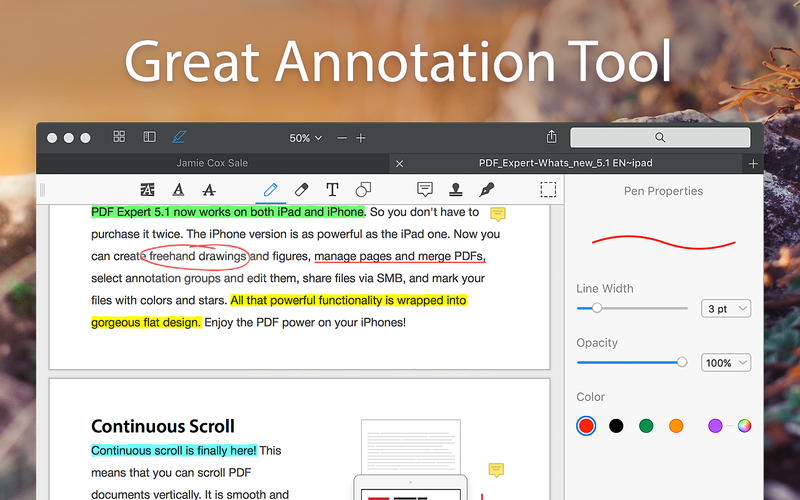 Great Annotation Tool
50%
Jamie Cox Sale
PDF_Expert-Whats_new_5.1 EN~ipad
A A A T
Pen Properties
PDF Expert 5.1 now works on both iPad and iPhone. So you don't have to
purchase it twice. The iPhone version is as powerful as the iPad one. Now you
can create freehand drawings and figures, manage pages and merge PDFs,
select annotation groups and edit them, share files via SMB, and mark your
files with colors and stars. All that powerful functionality is wrapped into
gorgeous flat design. Enjoy the PDF power on your iPhones!
Line Width
3 pt
Opacity
100%
Color
Continuous Scroll
Continuous scroll is finally here! This
means that you can scroll PDF
documents vertically. It is smooth and